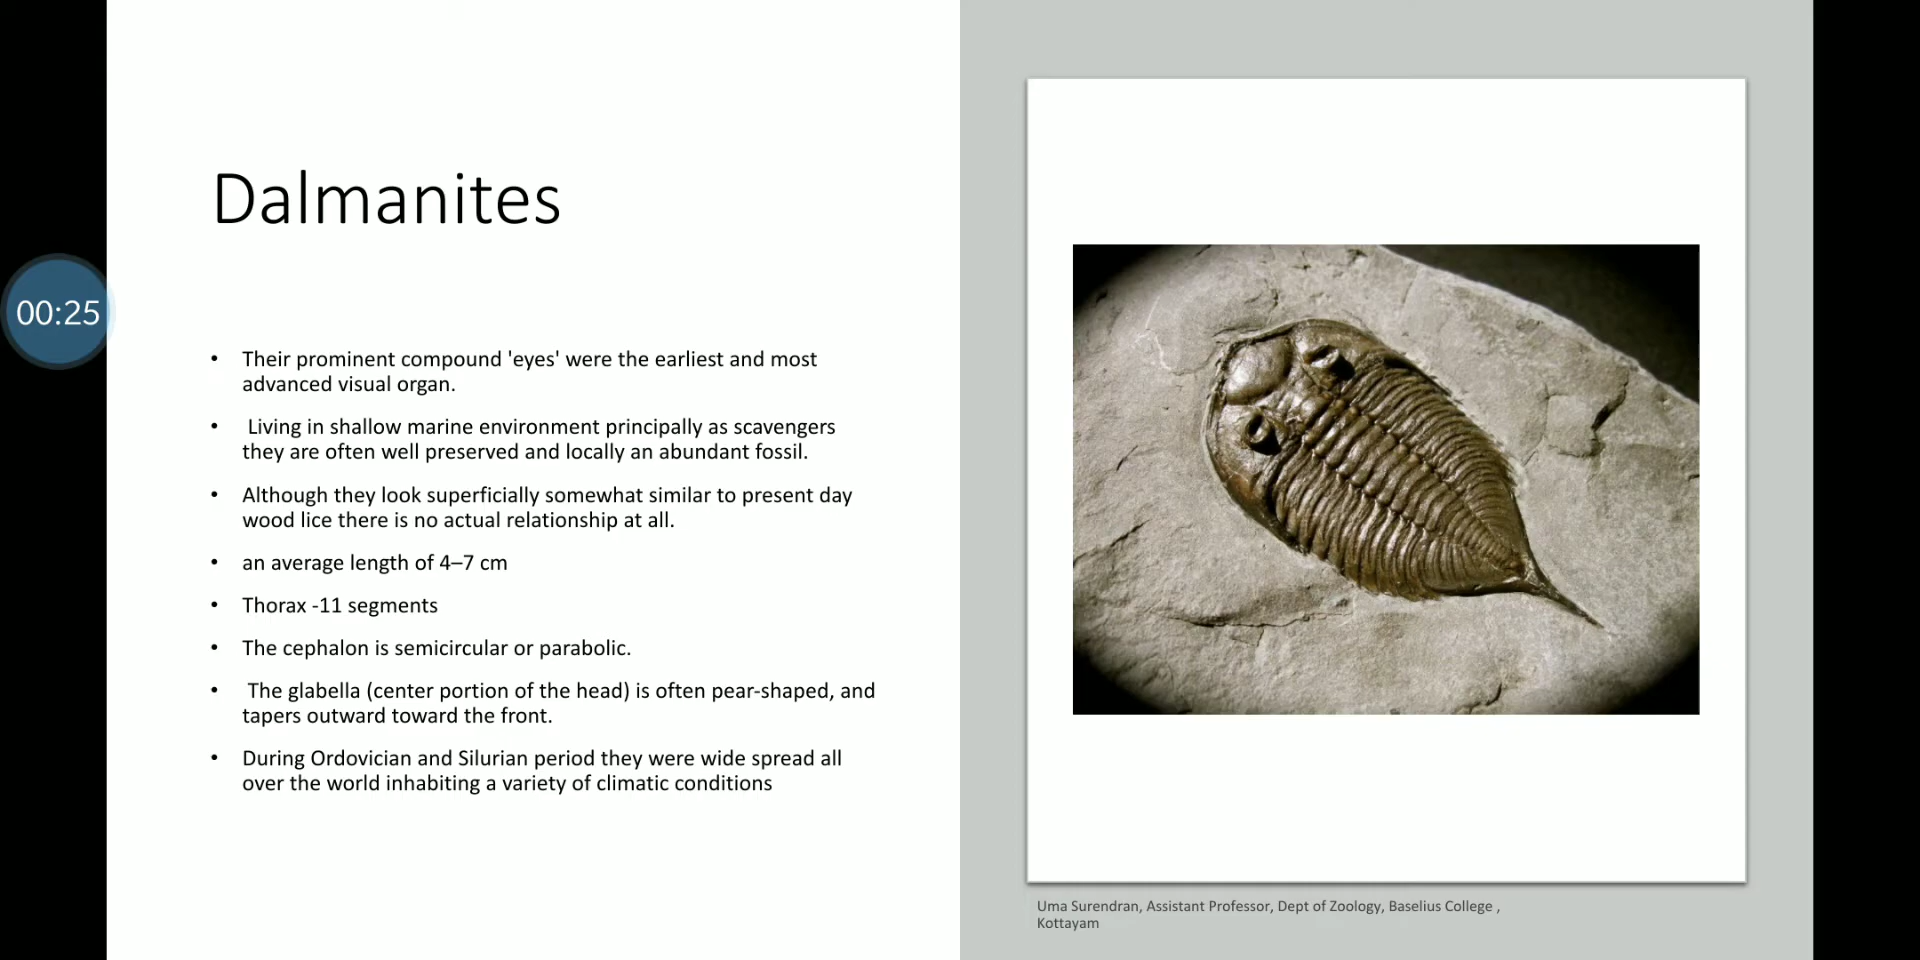 Dalmanites
00:25
• Their prominent compound 'eyes' were the earliest and most
advanced visual organ.
• Living in shallow marine environment principally as scavengers
they are often well preserved and locally an abundant fossil.
• Although they look superficially somewhat similar to present day
wood lice there is no actual relationship at all.
• an average length of 4–7 cm
• Thorax -11 segments
• The cephalon is semicircular or parabolic.
• The glabella (center portion of the head) is often pear-shaped, and
tapers outward toward the front.
• During Ordovician and Silurian period they were wide spread all
over the world inhabiting a variety of climatic conditions
Uma Surendran, Assistant Professor, Dept of Zoology, Baselius College ,
Kottayam